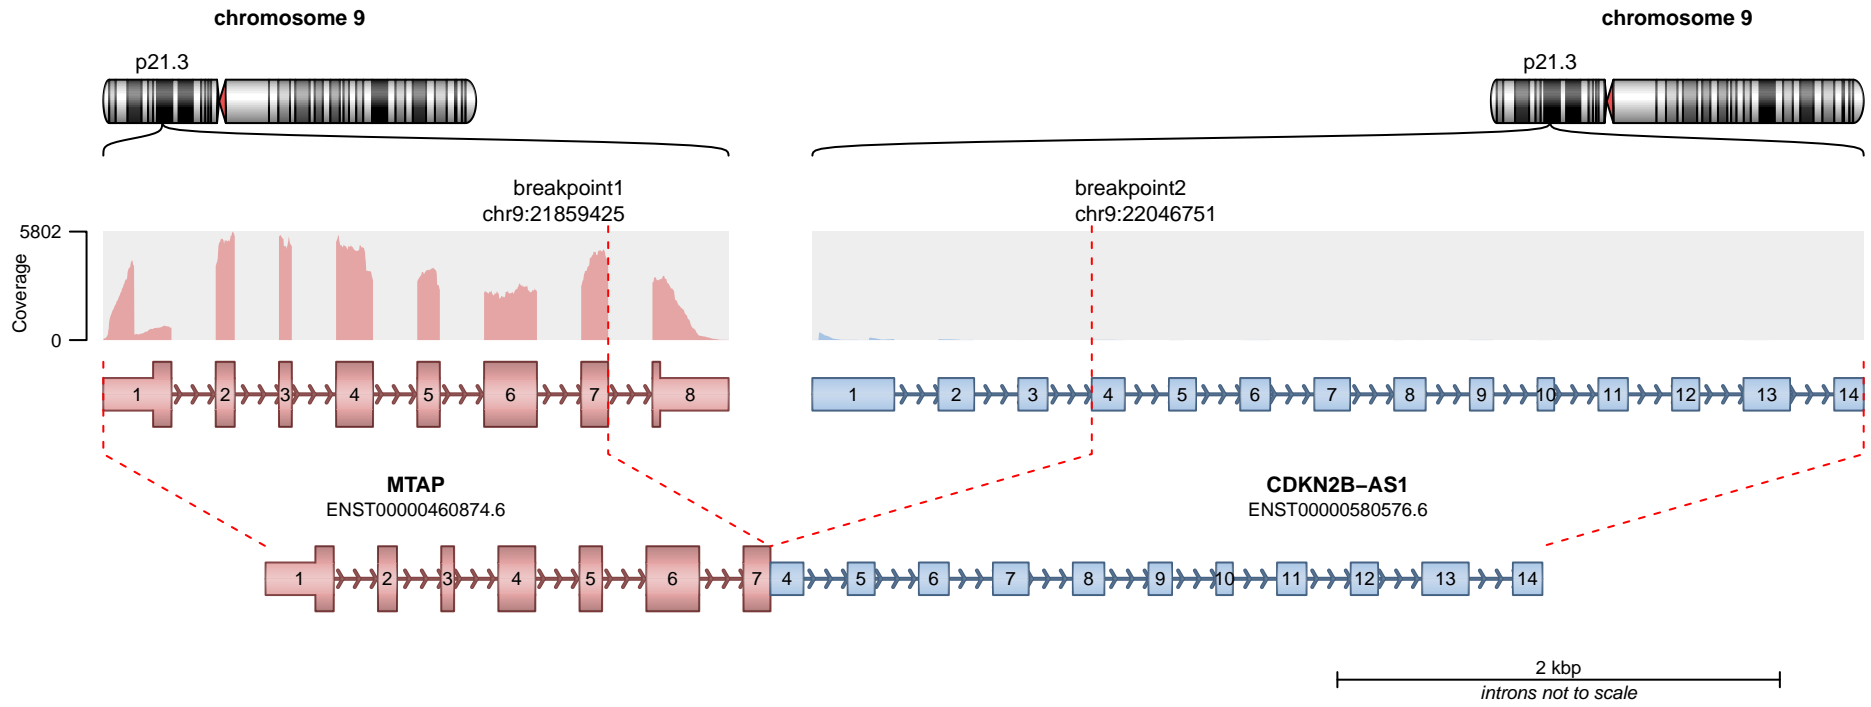 chromosome 9
chromosome 9
p21.3
p21.3
breakpoint1
chr9:21859425
breakpoint2
chr9:22046751
5802
Coverage
0
1 2 3 4 5 6 7 8
1 2 3 4 5 6 7 8 9 10 11 12 13 14
MTAP
ENST00000460874.6
CDKN2B−AS1
ENST00000580576.6
1 2 3 4 5 6 7 4 5 6 7 8 9 10 11 12 13 14
2 kbp
introns not to scale